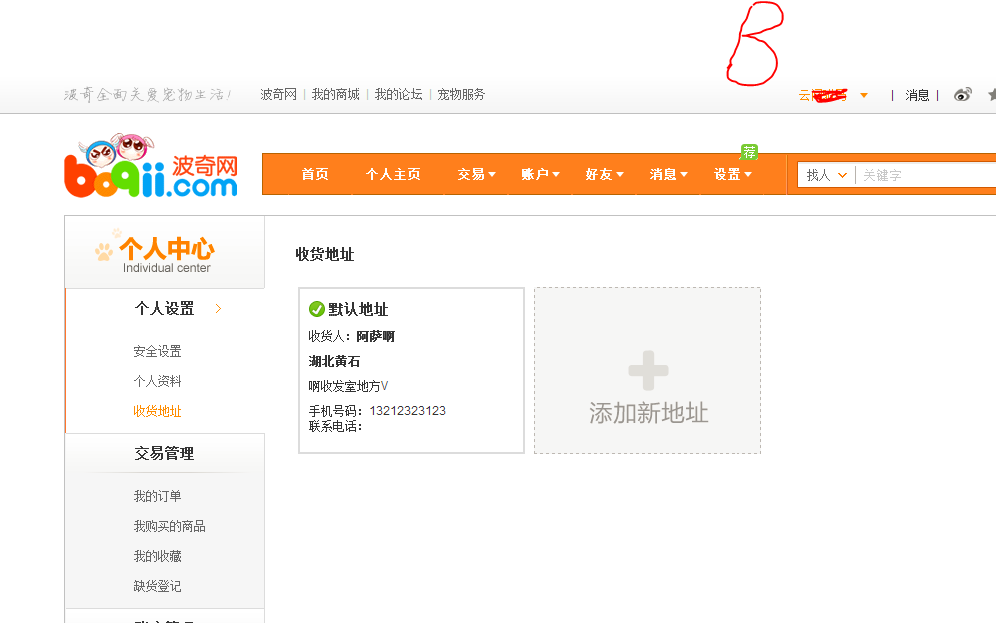 B
波奇全面关爱宠物生活!
波奇网 | 我的商城 | 我的论坛 | 宠物服务
云 | 消息 |
boqii.com 波奇网
荐
首页 个人主页 交易 账户 好友 消息 设置
找人 关键字
个人中心
Individual center
个人设置
安全设置
个人资料
收货地址
交易管理
我的订单
我购买的商品
我的收藏
缺货登记
收货地址
默认地址
收货人：阿萨啊
湖北黄石
啊收发室地方V
手机号码：13212323123
联系电话：
添加新地址